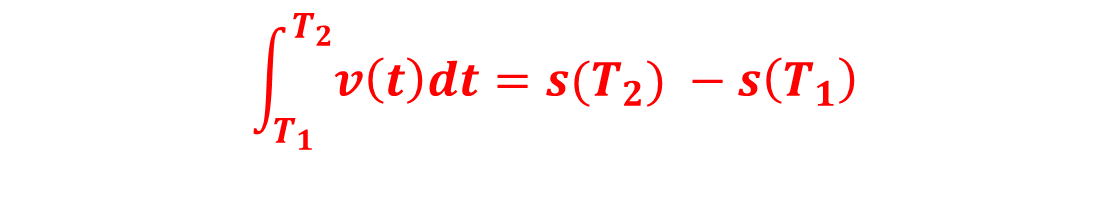 ∫_{T₁}^{T₂} v(t)dt = s(T₂) − s(T₁)